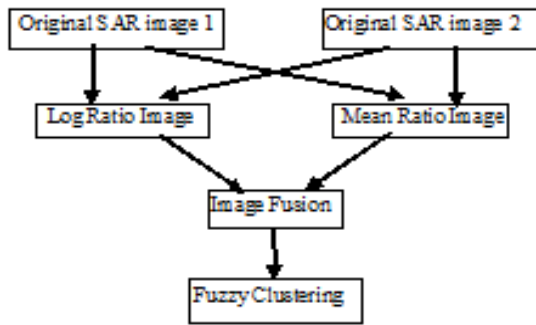 Original SAR image 1
Original SAR image 2
Log Ratio Image
Mean Ratio Image
Image Fusion
Fuzzy Clustering